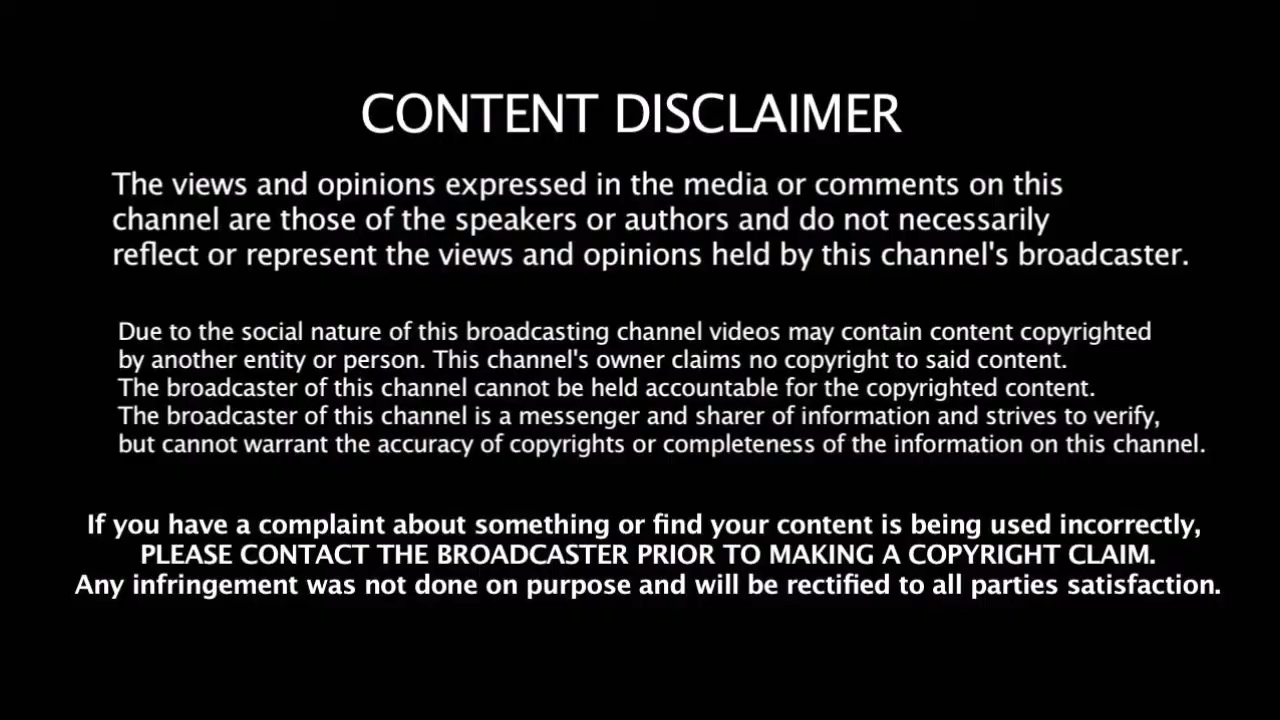 CONTENT DISCLAIMER
The views and opinions expressed in the media or comments on this
channel are those of the speakers or authors and do not necessarily
reflect or represent the views and opinions held by this channel's broadcaster.
Due to the social nature of this broadcasting channel videos may contain content copyrighted
by another entity or person. This channel's owner claims no copyright to said content.
The broadcaster of this channel cannot be held accountable for the copyrighted content.
The broadcaster of this channel is a messenger and sharer of information and strives to verify,
but cannot warrant the accuracy of copyrights or completeness of the information on this channel.
If you have a complaint about something or find your content is being used incorrectly,
PLEASE CONTACT THE BROADCASTER PRIOR TO MAKING A COPYRIGHT CLAIM.
Any infringement was not done on purpose and will be rectified to all parties satisfaction.